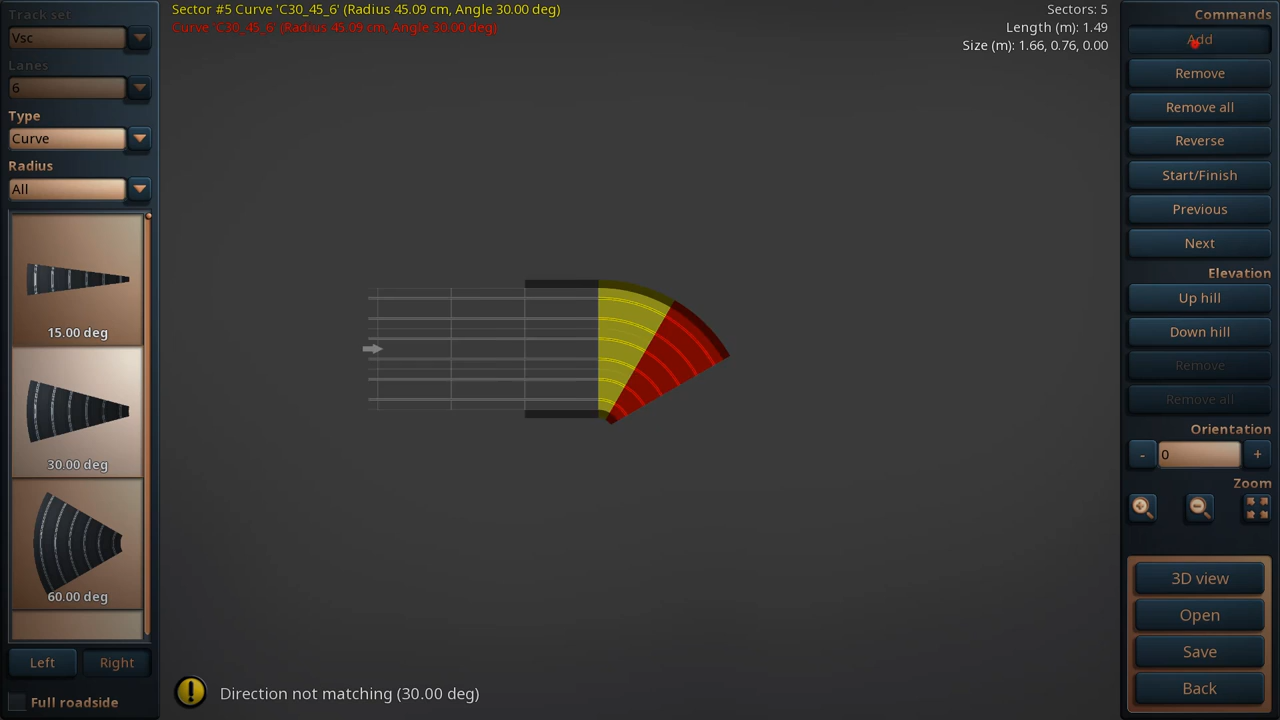 Track set
Vsc
Lanes
6
Type
Curve
Radius
All
15.00 deg
30.00 deg
60.00 deg
Left
Right
Full roadside
Sector #5 Curve 'C30_45_6' (Radius 45.09 cm, Angle 30.00 deg)
Curve 'C30_45_6' (Radius 45.09 cm, Angle 30.00 deg)
Sectors: 5
Length (m): 1.49
Size (m): 1.66, 0.76, 0.00
Direction not matching (30.00 deg)
Commands
Add
Remove
Remove all
Reverse
Start/Finish
Previous
Next
Elevation
Up hill
Down hill
Remove
Remove all
Orientation
- 0 +
Zoom
3D view
Open
Save
Back